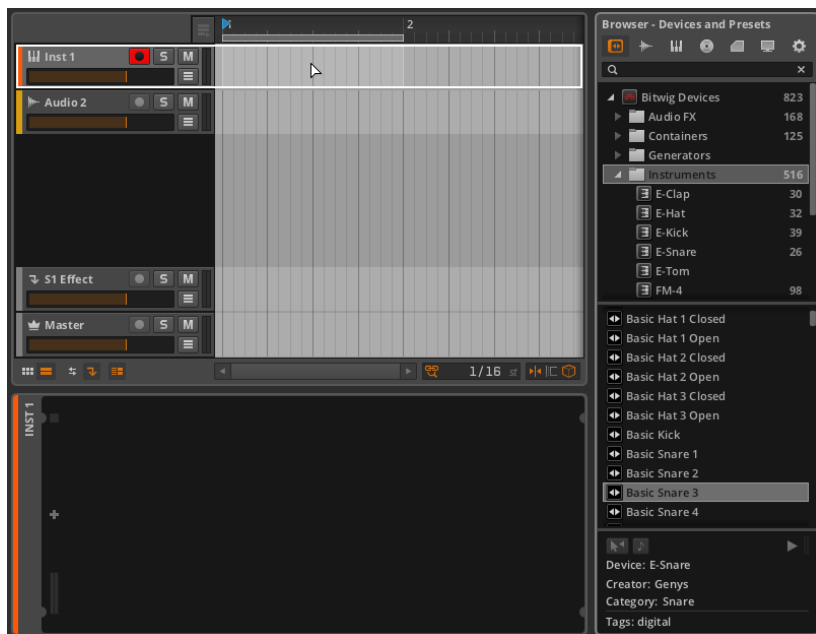 2
Browser - Devices and Presets
Inst 1 S M
Audio 2 S M
S1 Effect S M
Master S M
1/16
INST 1
Bitwig Devices 823
Audio FX 168
Containers 125
Generators
Instruments 516
E-Clap 30
E-Hat 32
E-Kick 39
E-Snare 26
E-Tom
FM-4 98
Basic Hat 1 Closed
Basic Hat 1 Open
Basic Hat 2 Closed
Basic Hat 2 Open
Basic Hat 3 Closed
Basic Hat 3 Open
Basic Kick
Basic Snare 1
Basic Snare 2
Basic Snare 3
Basic Snare 4
Device: E-Snare
Creator: Genys
Category: Snare
Tags: digital